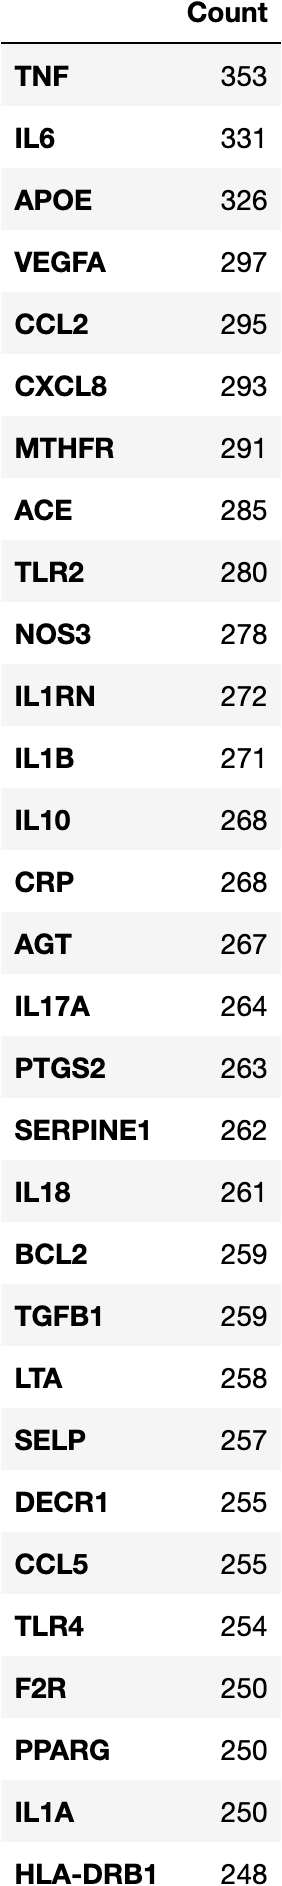 Count
TNF 353
IL6 331
APOE 326
VEGFA 297
CCL2 295
CXCL8 293
MTHFR 291
ACE 285
TLR2 280
NOS3 278
IL1RN 272
IL1B 271
IL10 268
CRP 268
AGT 267
IL17A 264
PTGS2 263
SERPINE1 262
IL18 261
BCL2 259
TGFB1 259
LTA 258
SELP 257
DECR1 255
CCL5 255
TLR4 254
F2R 250
PPARG 250
IL1A 250
HLA-DRB1 248